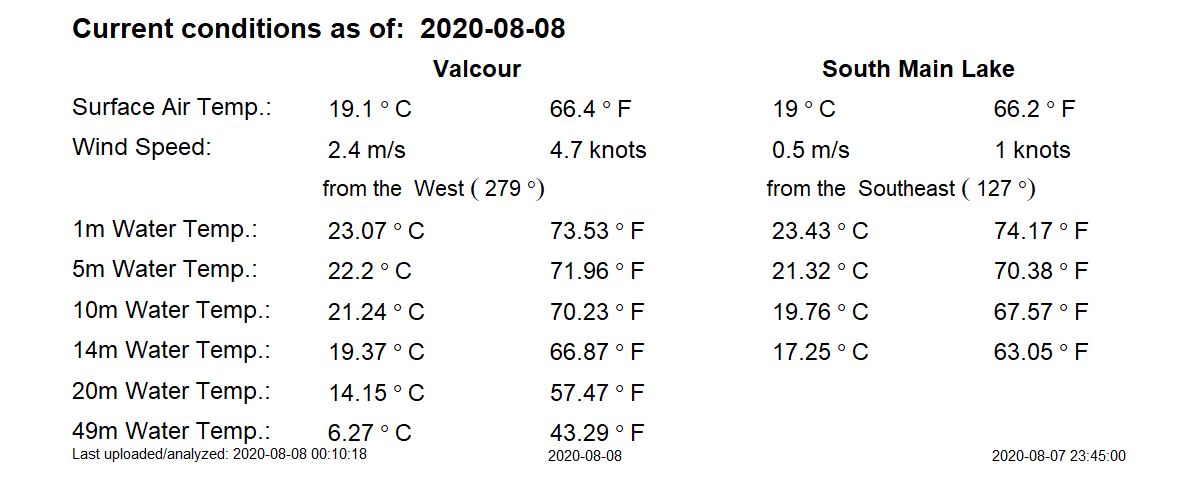 Current conditions as of: 2020-08-08
Valcour South Main Lake
Surface Air Temp.: 19.1 ° C 66.4 ° F 19 ° C 66.2 ° F
Wind Speed: 2.4 m/s 4.7 knots 0.5 m/s 1 knots
from the West ( 279 °) from the Southeast ( 127 °)
1m Water Temp.: 23.07 ° C 73.53 ° F 23.43 ° C 74.17 ° F
5m Water Temp.: 22.2 ° C 71.96 ° F 21.32 ° C 70.38 ° F
10m Water Temp.: 21.24 ° C 70.23 ° F 19.76 ° C 67.57 ° F
14m Water Temp.: 19.37 ° C 66.87 ° F 17.25 ° C 63.05 ° F
20m Water Temp.: 14.15 ° C 57.47 ° F
49m Water Temp.: 6.27 ° C 43.29 ° F
Last uploaded/analyzed: 2020-08-08 00:10:18 2020-08-08 2020-08-07 23:45:00